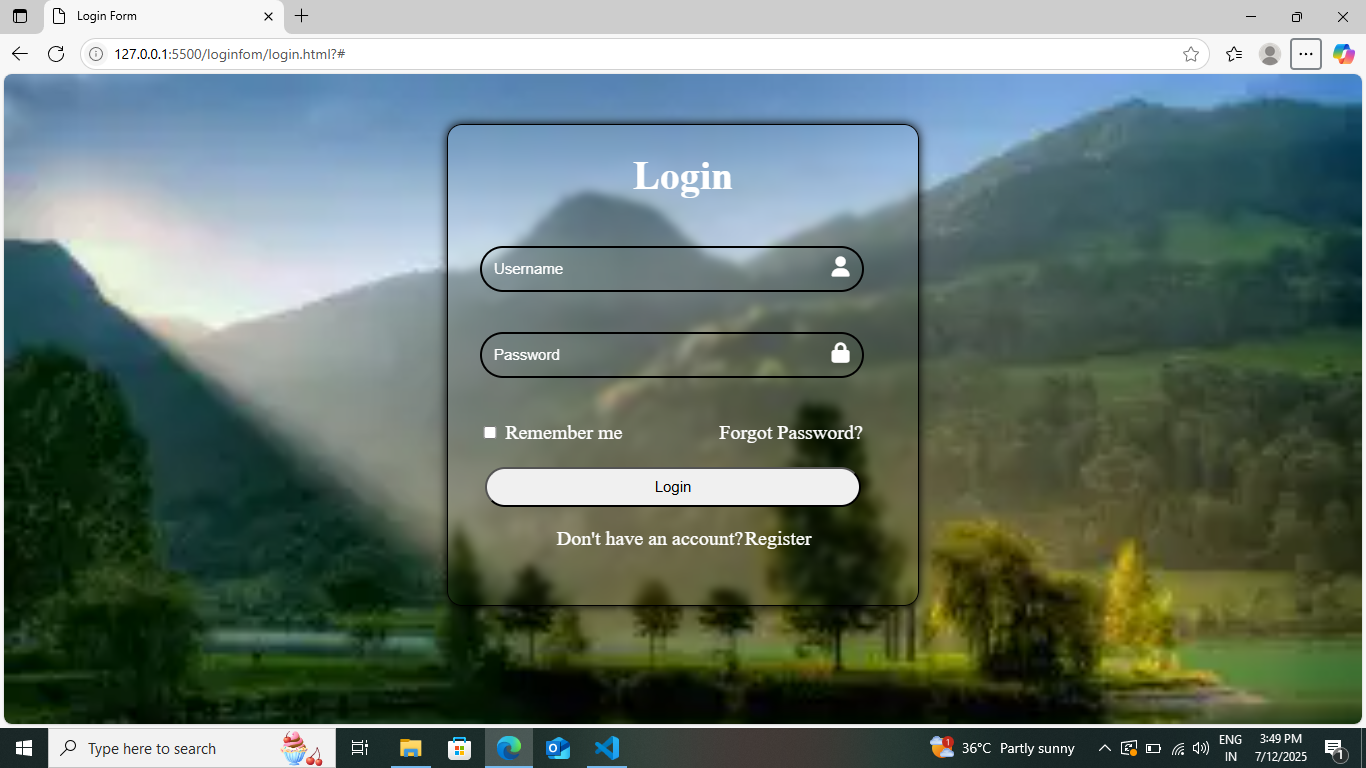 Login Form
127.0.0.1:5500/loginfom/login.html?#
Login
Username
Password
Remember me Forgot Password?
Login
Don't have an account?Register
Type here to search
1
36°C Partly sunny
ENG
IN
3:49 PM
7/12/2025
1